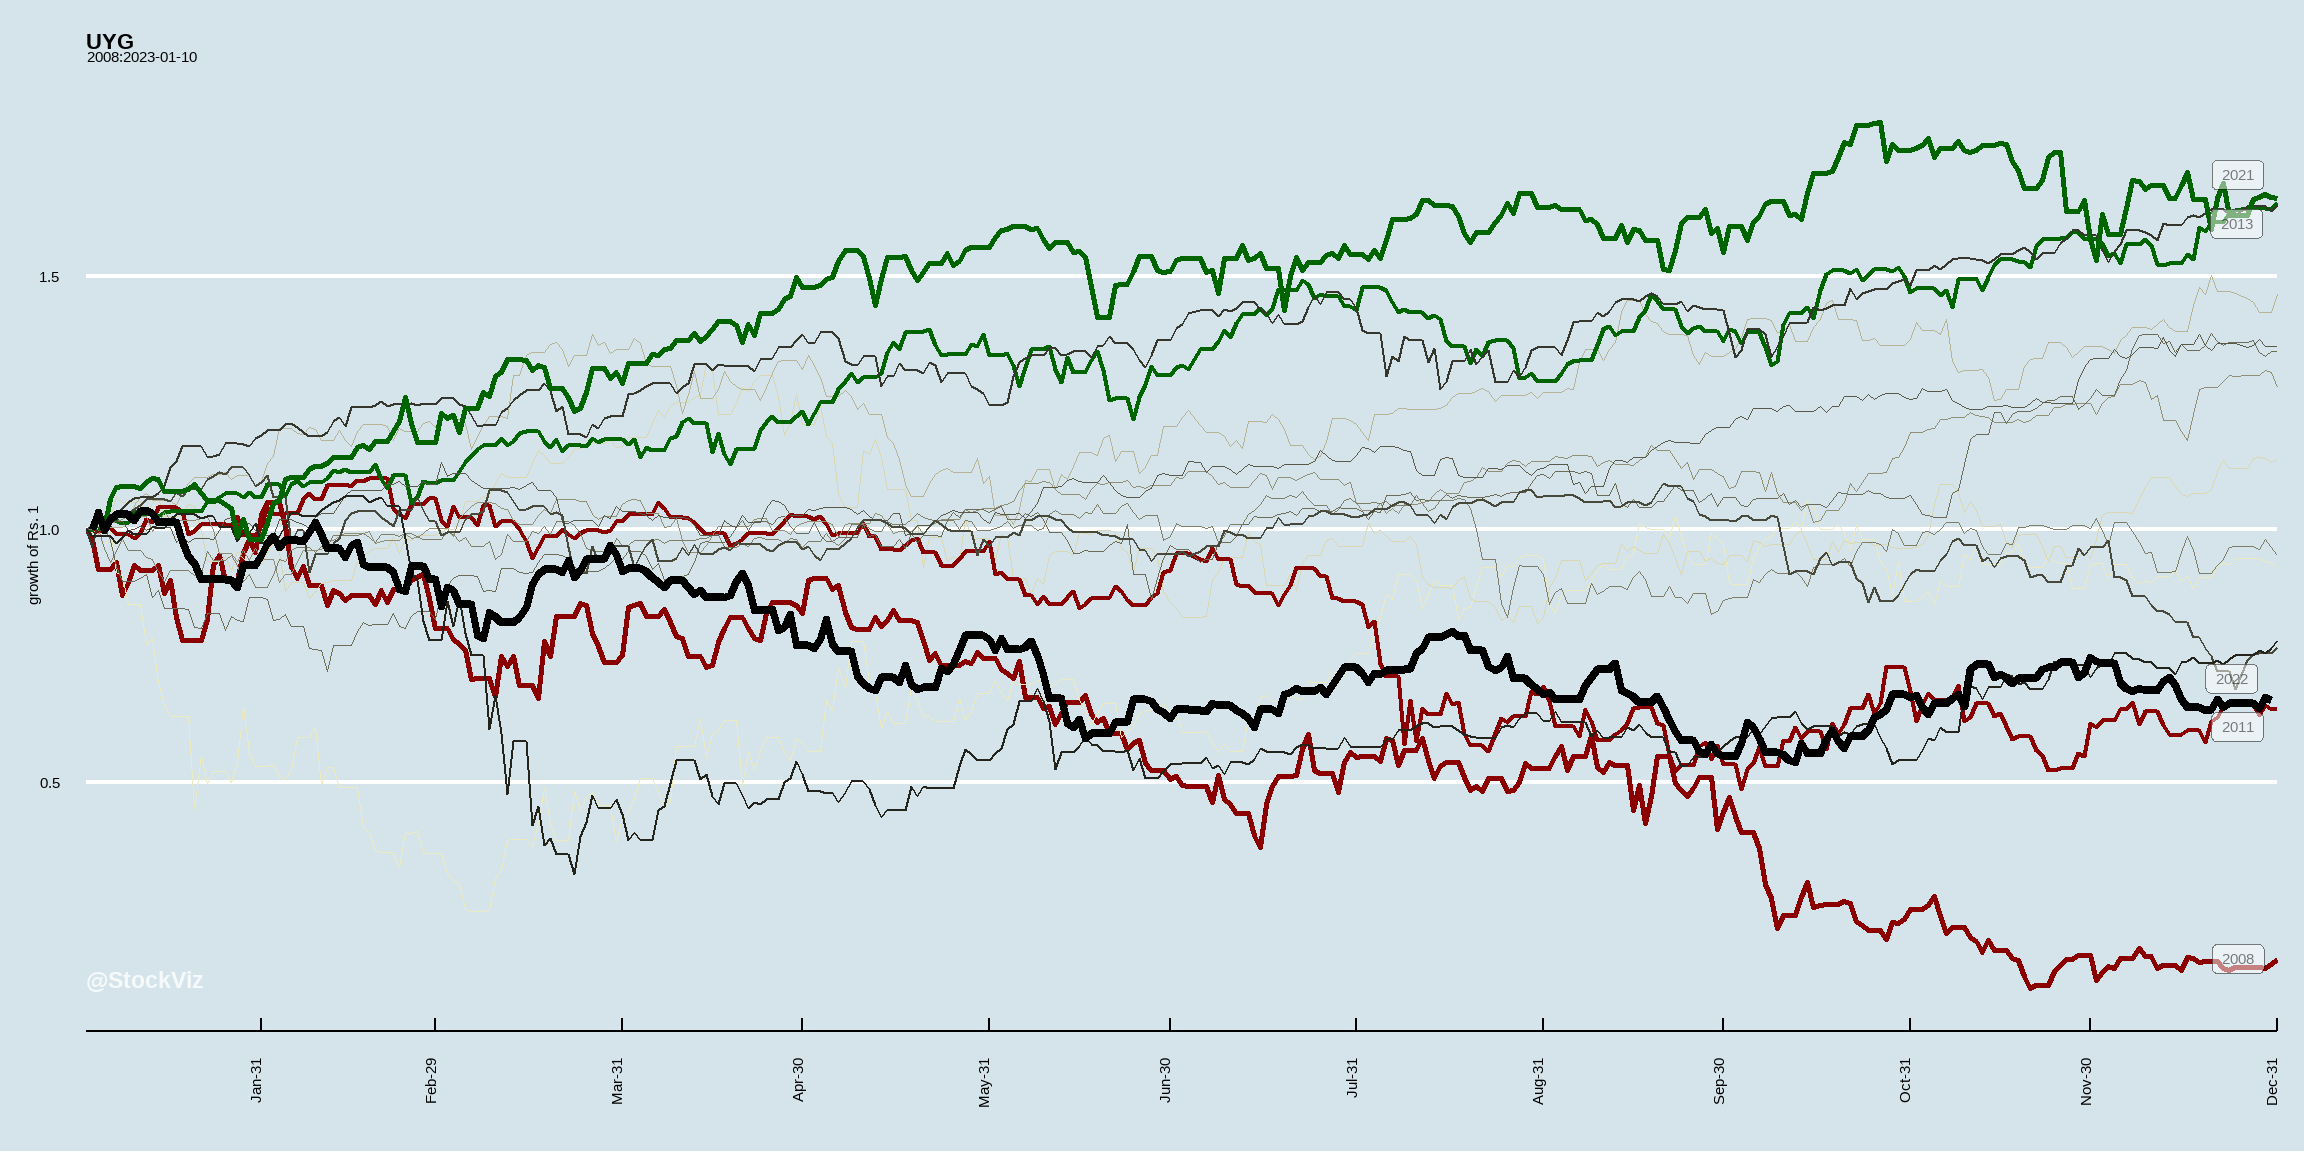 UYG
2008:2023-01-10
growth of Rs. 1
1.5
1.0
0.5
2021
2013
2022
2011
2008
@StockViz
Jan-31
Feb-29
Mar-31
Apr-30
May-31
Jun-30
Jul-31
Aug-31
Sep-30
Oct-31
Nov-30
Dec-31